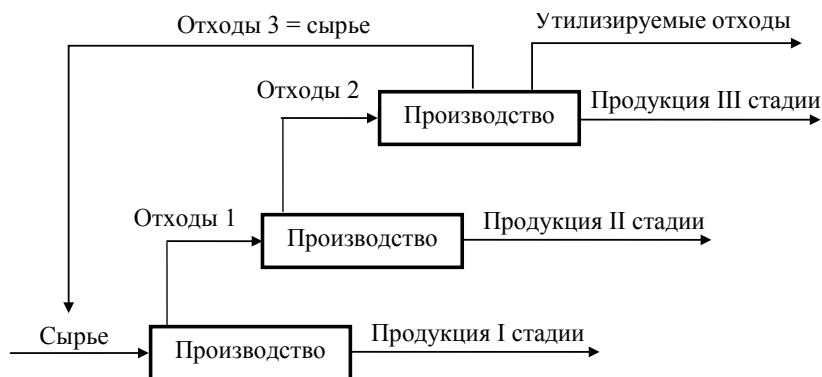 Отходы 3 = сырье
Утилизируемые отходы
Отходы 2
Производство
Продукция III стадии
Отходы 1
Производство
Продукция II стадии
Сырье
Производство
Продукция I стадии